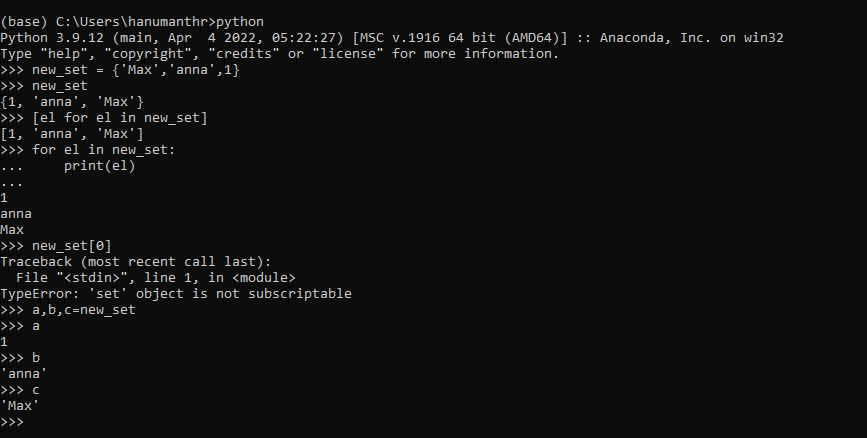 (base) C:\Users\hanumanthr>python
Python 3.9.12 (main, Apr  4 2022, 05:22:27) [MSC v.1916 64 bit (AMD64)] :: Anaconda, Inc. on win32
Type "help", "copyright", "credits" or "license" for more information.
>>> new_set = {'Max','anna',1}
>>> new_set
{1, 'anna', 'Max'}
>>> [el for el in new_set]
[1, 'anna', 'Max']
>>> for el in new_set:
...     print(el)
...
1
anna
Max
>>> new_set[0]
Traceback (most recent call last):
  File "<stdin>", line 1, in <module>
TypeError: 'set' object is not subscriptable
>>> a,b,c=new_set
>>> a
1
>>> b
'anna'
>>> c
'Max'
>>>